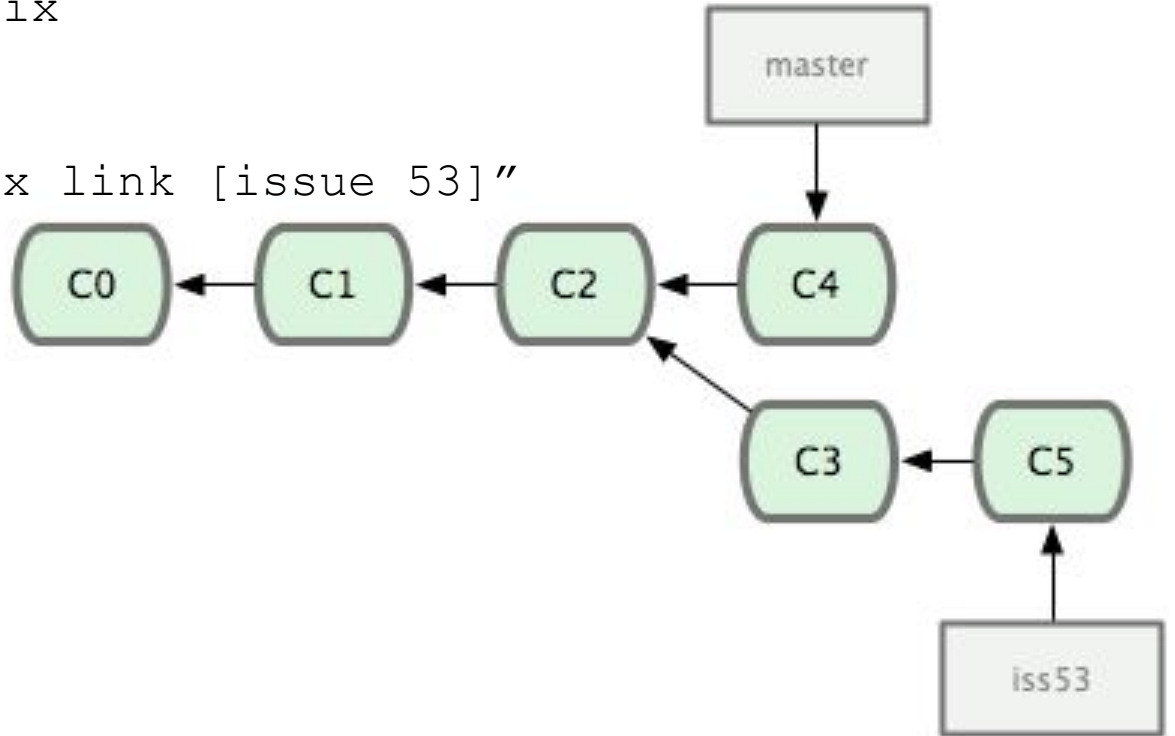 ix
master
x link [issue 53]”
C0 C1 C2 C4
C3 C5
iss53